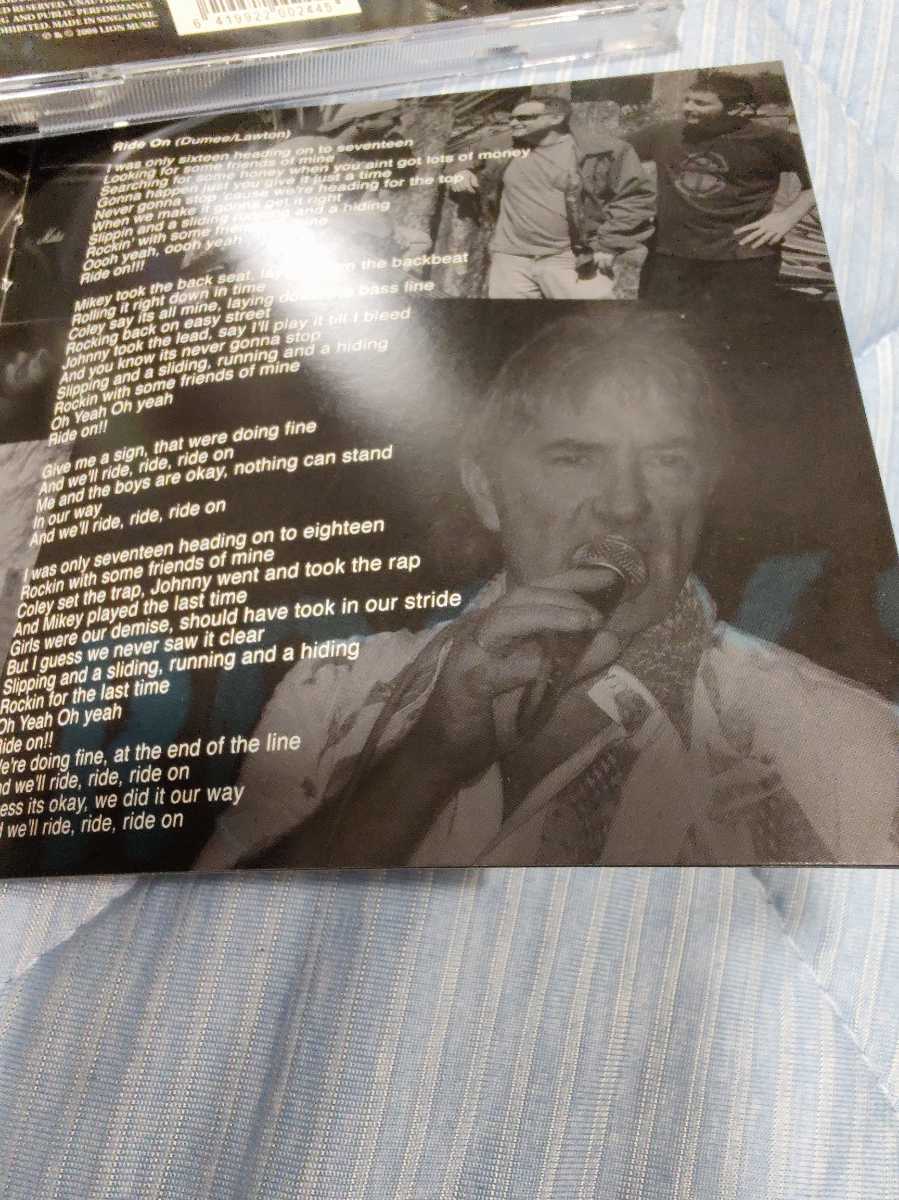 G AND PUBLIC PERFORMANCE
OHIBITED. MADE IN SINGAPORE.
℗ & © 2009 LION MUSIC
6 419922 002445
Ride On (Dumee/Lawton)
I was only sixteen heading on to seventeen
Looking for some friends of mine
Searching for some honey when you aint got lots of money
Gonna happen just you give it just a time
Never gonna stop 'cause we're heading for the top
When we make it gonna get it right
Slippin and a sliding running and a hiding
Rockin' with some
Oooh yeah, oooh yeah
Ride on!!!
Mikey took the back seat, the backbeat
Rolling it right down in time
Coley say its all mine, laying bass line
Rocking back on easy street
Johnny took the lead, say I'll play it till I bleed
And you know its never gonna stop
Slipping and a sliding, running and a hiding
Rockin with some friends of mine
Oh Yeah Oh yeah
Ride on!!
Give me a sign, that were doing fine
And we'll ride, ride, ride on
Me and the boys are okay, nothing can stand
In our way
And we'll ride, ride, ride on
I was only seventeen heading on to eighteen
Rockin with some friends of mine
Coley set the trap, Johnny went and took the rap
And Mikey played the last time
Girls were our demise, should have took in our stride
But I guess we never saw it clear
Slipping and a sliding, running and a hiding
Rockin for the last time
Oh Yeah Oh yeah
Ride on!!
e're doing fine, at the end of the line
d we'll ride, ride, ride on
ess its okay, we did it our way
d we'll ride, ride, ride on